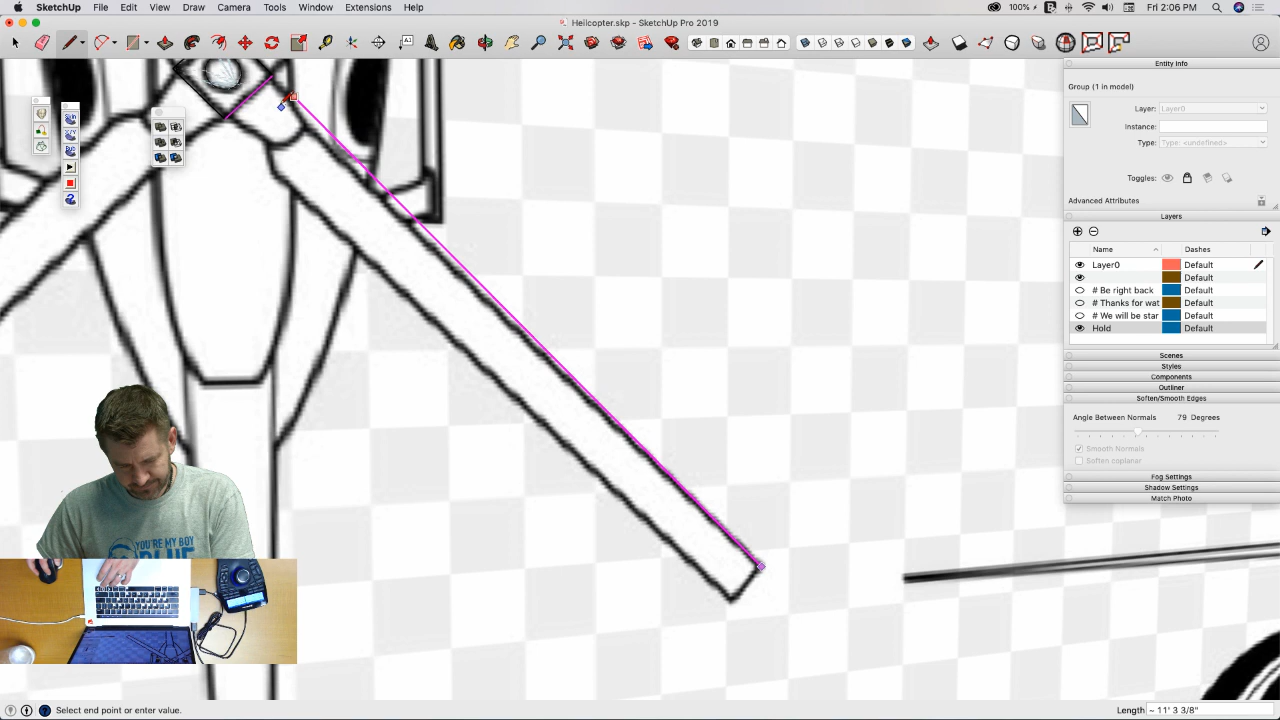 SketchUp File Edit View Draw Camera Tools Window Extensions Help
100% Fri 2:06 PM
Heilcopter.skp - SketchUp Pro 2019
Entity Info
Group (1 in model)
Layer: Layer0
Instance:
Type: Type: <undefined>
Toggles:
Advanced Attributes
Layers
Name Dashes
Layer0 Default
Default
# Be right back Default
# Thanks for wat Default
# We will be star Default
Hold Default
Scenes
Styles
Components
Outliner
Soften/Smooth Edges
Angle Between Normals 79 Degrees
Smooth Normals
Soften coplanar
Fog Settings
Shadow Settings
Match Photo
YOU'RE MY BOY
BLUE
Select end point or enter value.
Length ~ 11' 3 3/8"